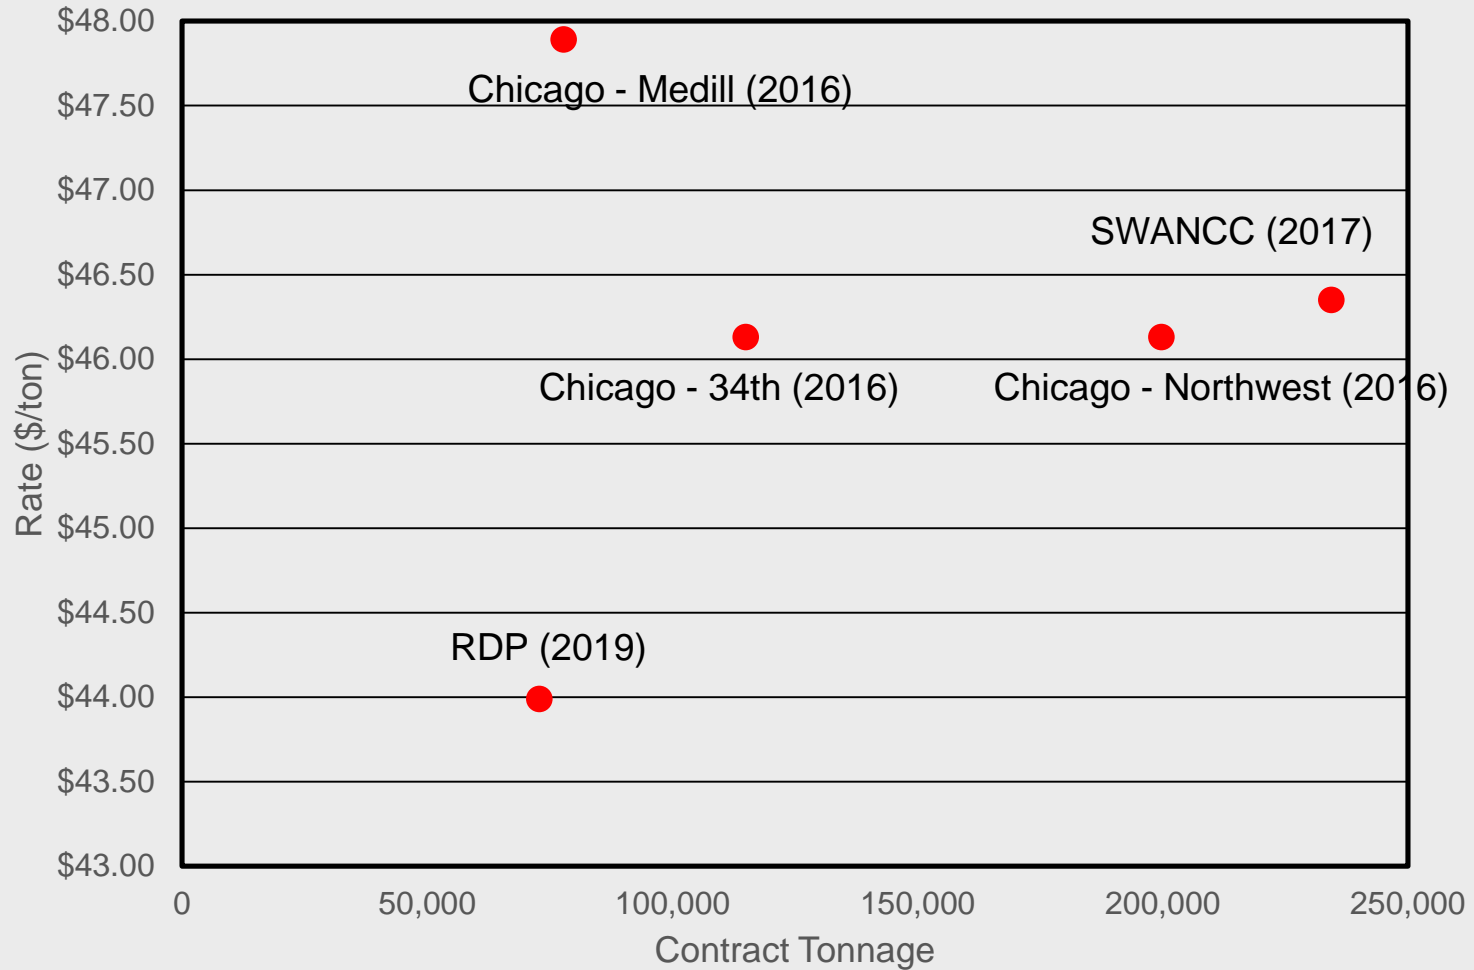 $48.00
Chicago - Medill (2016)
$47.50
$47.00
SWANCC (2017)
$46.50
$46.00
Chicago - 34th (2016)
Chicago - Northwest (2016)
$45.50
Rate ($/ton)
$45.00
$44.50
RDP (2019)
$44.00
$43.50
$43.00
0
50,000
100,000
150,000
200,000
250,000
Contract Tonnage